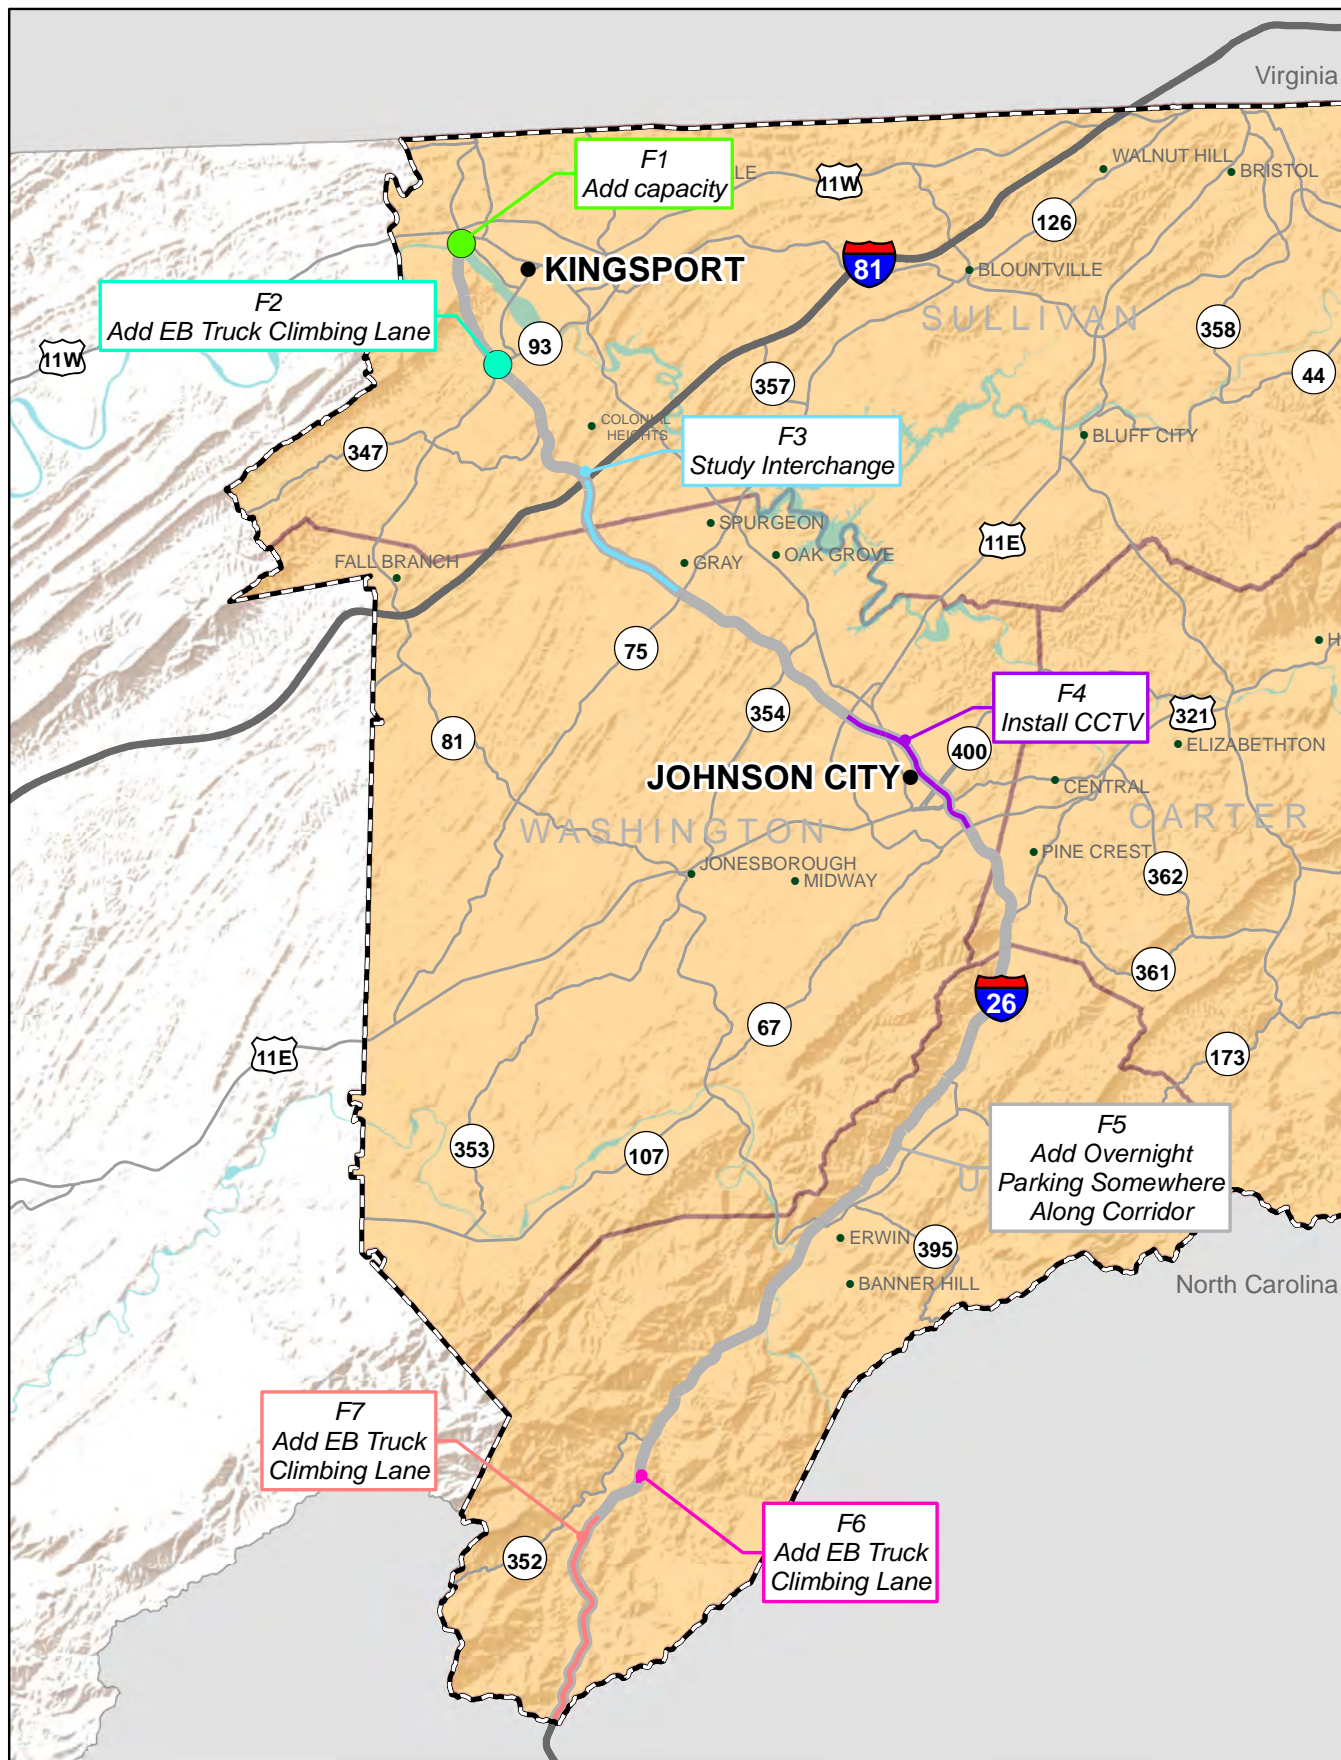 Virginia
F1
Add capacity
LE
11W
WALNUT HILL
BRISTOL
126
KINGSPORT
81
BLOUNTVILLE
F2
Add EB Truck Climbing Lane
SULLIVAN
358
11W
93
357
44
COLONIAL
HEIGHTS
F3
Study Interchange
BLUFF CITY
347
SPURGEON
11E
FALL BRANCH
GRAY
OAK GROVE
75
H
F4
Install CCTV
354
321
81
400
ELIZABETHTON
JOHNSON CITY
CENTRAL
WASHINGTON
CARTER
PINE CREST
JONESBOROUGH
MIDWAY
362
361
26
67
11E
173
F5
Add Overnight
Parking Somewhere
Along Corridor
U
353
107
ERWIN
395
BANNER HILL
North Carolina
F7
Add EB Truck
Climbing Lane
F6
Add EB Truck
Climbing Lane
352